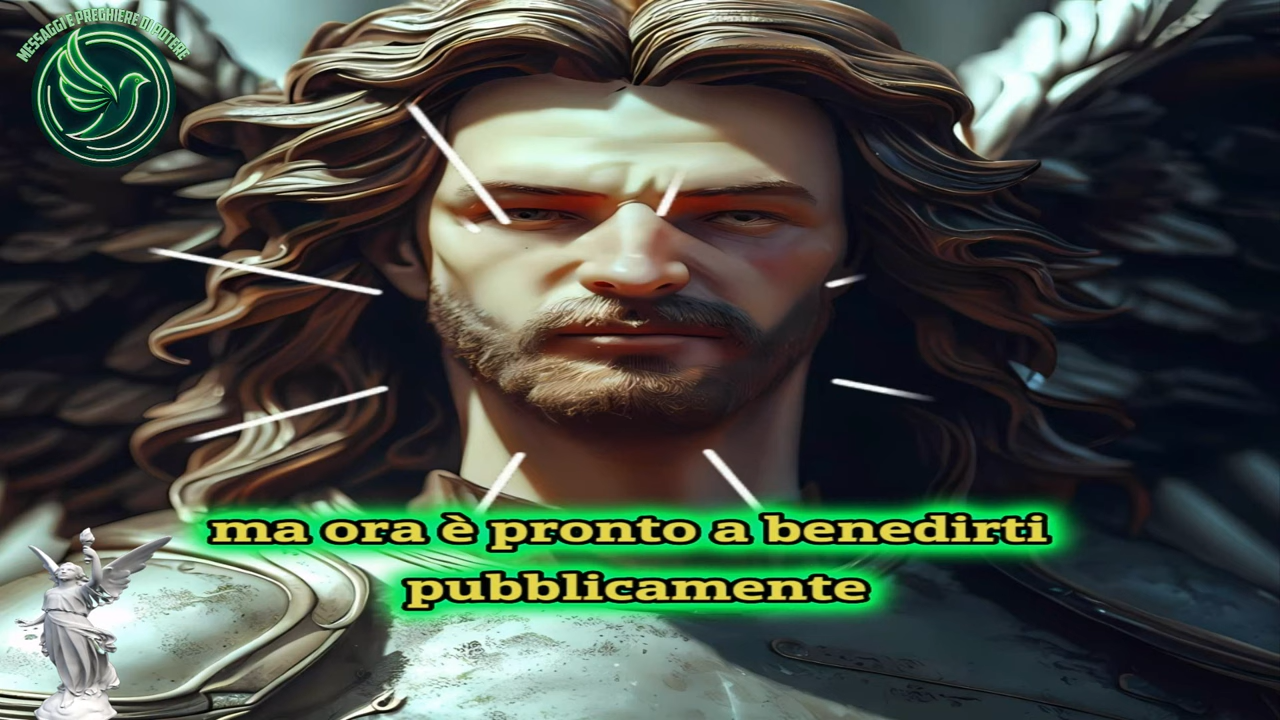 MESSAGGI E PREGHIERE DI POTERE
ma ora è pronto a benedirti
pubblicamente